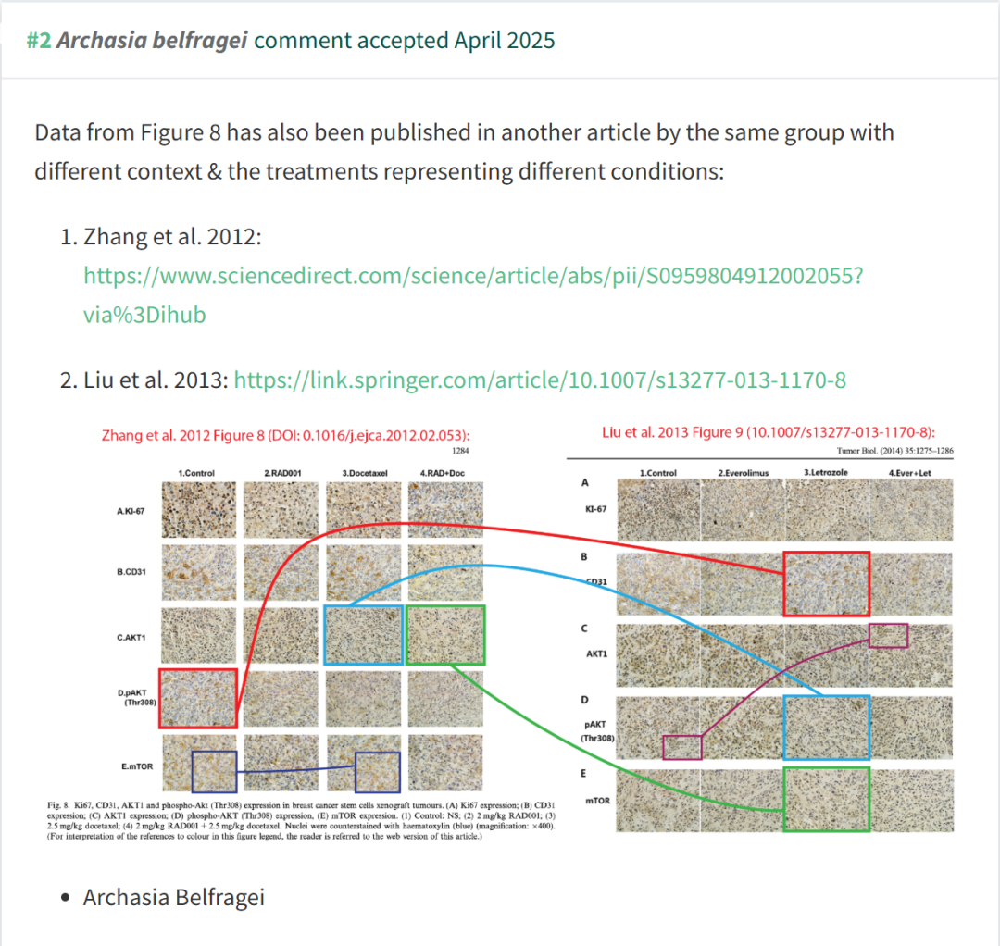 #2 Archasia belfragei comment accepted April 2025
Data from Figure 8 has also been published in another article by the same group with
different context & the treatments representing different conditions:
1. Zhang et al. 2012:
https://www.sciencedirect.com/science/article/abs/pii/S0959804912002055?
via%3Dihub
2. Liu et al. 2013: https://link.springer.com/article/10.1007/s13277-013-1170-8
Zhang et al. 2012 Figure 8 (DOI: 0.1016/j.ejca.2012.02.053):
1284
1.Control 2.RAD001 3.Docetaxel 4.RAD+Doc
A.KI-67
B.CD31
C.AKT1
D.pAKT
(Thr308)
E.mTOR
Fig. 8. Ki67, CD31, AKT1 and phospho-Akt (Thr308) expression in breast cancer stem cells xenograft tumours. (A) Ki67 expression; (B) CD31
expression; (C) AKT1 expression; (D) phospho-AKT (Thr308) expression, (E) mTOR expression. (1) Control: NS; (2) 2 mg/kg RAD001; (3)
2.5 mg/kg docetaxel; (4) 2 mg/kg RAD001 + 2.5 mg/kg docetaxel. Nuclei were counterstained with haematoxylin (blue) (magnification: ×400).
(For interpretation of the references to colour in this figure legend, the reader is referred to the web version of this article.)
Liu et al. 2013 Figure 9 (10.1007/s13277-013-1170-8):
Tumor Biol. (2014) 35:1275–1286
1.Control 2.Everolimus 3.Letrozole 4.Ever+Let
A
KI-67
B
CD31
C
AKT1
D
pAKT
(Thr308)
E
mTOR
• Archasia Belfragei